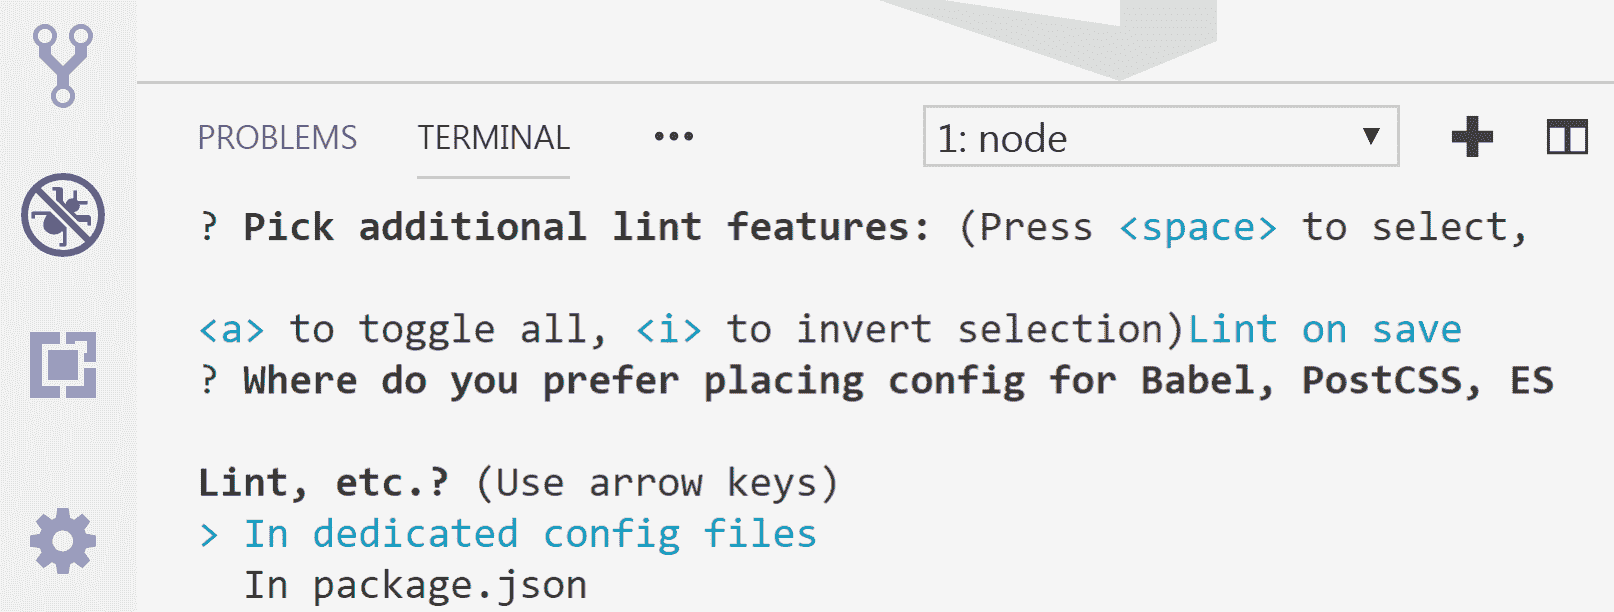 PROBLEMS TERMINAL ••• 1: node
? Pick additional lint features: (Press <space> to select,
<a> to toggle all, <i> to invert selection)Lint on save
? Where do you prefer placing config for Babel, PostCSS, ES
Lint, etc.? (Use arrow keys)
> In dedicated config files
In package.json